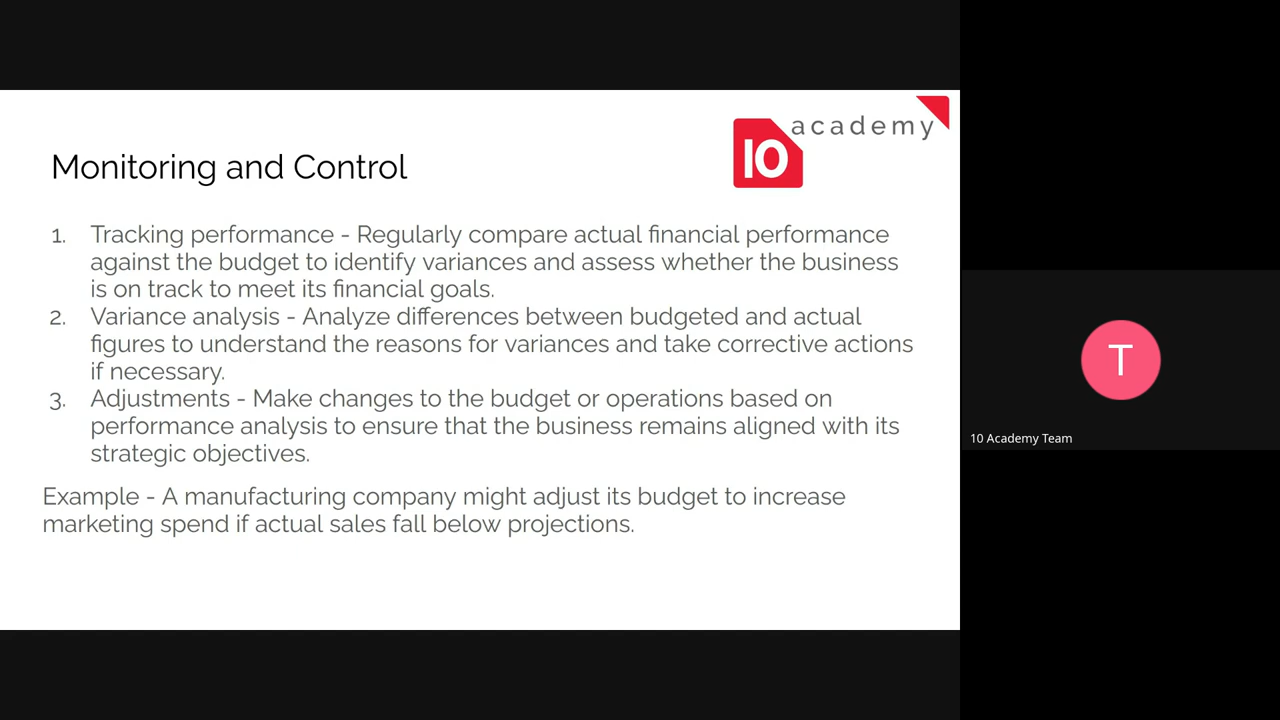 10 academy
Monitoring and Control
1. Tracking performance - Regularly compare actual financial performance
against the budget to identify variances and assess whether the business
is on track to meet its financial goals.
2. Variance analysis - Analyze differences between budgeted and actual
figures to understand the reasons for variances and take corrective actions
if necessary.
3. Adjustments - Make changes to the budget or operations based on
performance analysis to ensure that the business remains aligned with its
strategic objectives.
Example - A manufacturing company might adjust its budget to increase
marketing spend if actual sales fall below projections.
T
10 Academy Team